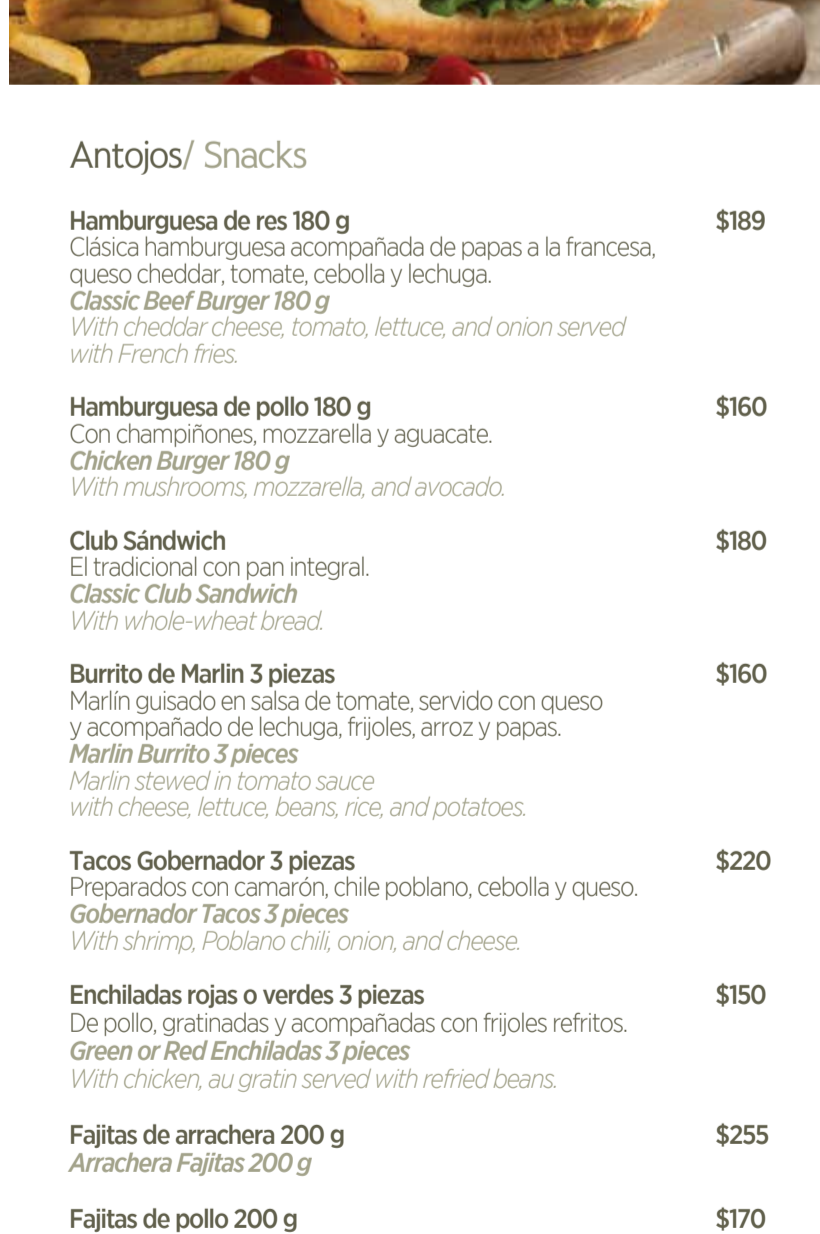 Antojos/ Snacks
Hamburguesa de res 180 g $189
Clásica hamburguesa acompañada de papas a la francesa,
queso cheddar, tomate, cebolla y lechuga.
Classic Beef Burger 180 g
With cheddar cheese, tomato, lettuce, and onion served
with French fries.
Hamburguesa de pollo 180 g $160
Con champiñones, mozzarella y aguacate.
Chicken Burger 180 g
With mushrooms, mozzarella, and avocado.
Club Sándwich $180
El tradicional con pan integral.
Classic Club Sandwich
With whole-wheat bread.
Burrito de Marlin 3 piezas $160
Marlín guisado en salsa de tomate, servido con queso
y acompañado de lechuga, frijoles, arroz y papas.
Marlin Burrito 3 pieces
Marlin stewed in tomato sauce
with cheese, lettuce, beans, rice, and potatoes.
Tacos Gobernador 3 piezas $220
Preparados con camarón, chile poblano, cebolla y queso.
Gobernador Tacos 3 pieces
With shrimp, Poblano chili, onion, and cheese.
Enchiladas rojas o verdes 3 piezas $150
De pollo, gratinadas y acompañadas con frijoles refritos.
Green or Red Enchiladas 3 pieces
With chicken, au gratin served with refried beans.
Fajitas de arrachera 200 g $255
Arrachera Fajitas 200 g
Fajitas de pollo 200 g $170